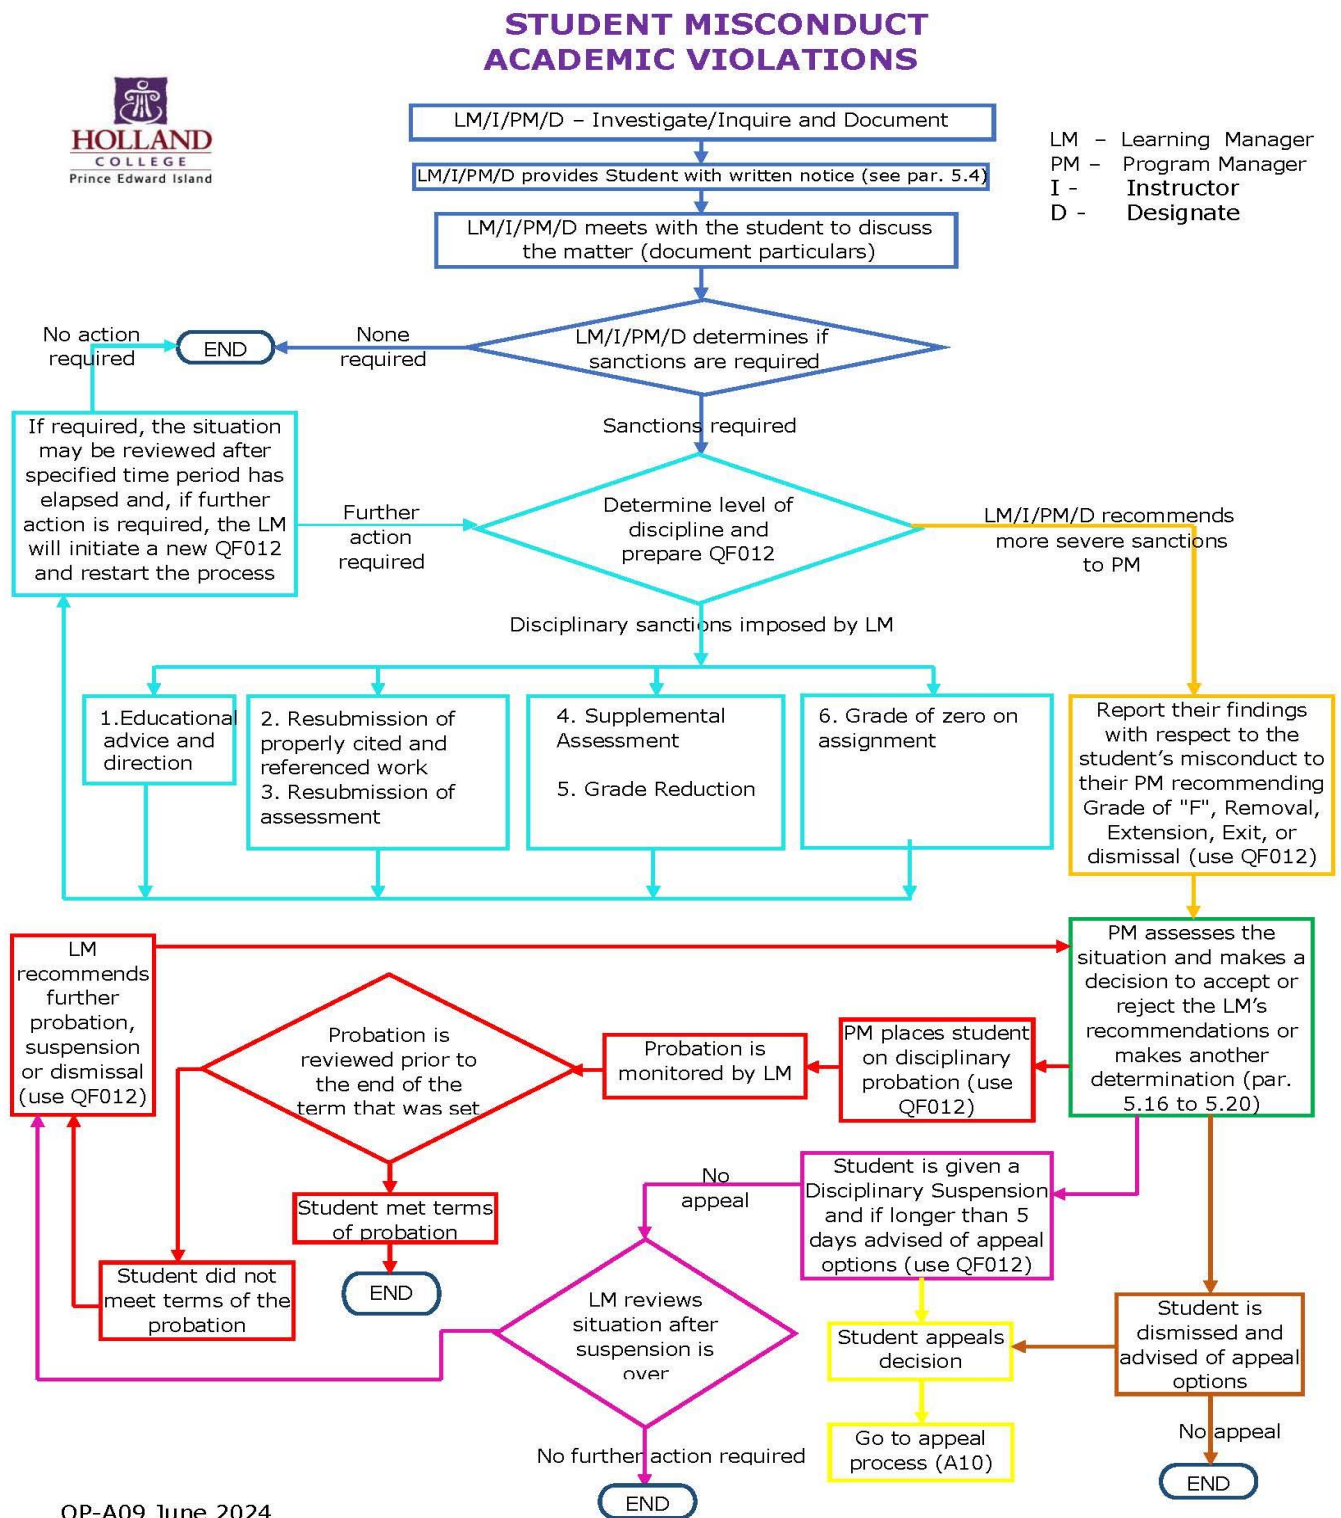 STUDENT MISCONDUCT
ACADEMIC VIOLATIONS
HOLLAND
COLLEGE
Prince Edward Island
LM – Learning Manager
PM – Program Manager
I - Instructor
D - Designate
LM/I/PM/D – Investigate/Inquire and Document
LM/I/PM/D provides Student with written notice (see par. 5.4)
LM/I/PM/D meets with the student to discuss
the matter (document particulars)
LM/I/PM/D determines if
sanctions are required
None
required
END
No action
required
Sanctions required
If required, the situation
may be reviewed after
specified time period has
elapsed and, if further
action is required, the LM
will initiate a new QF012
and restart the process
Further
action
required
Determine level of
discipline and
prepare QF012
LM/I/PM/D recommends
more severe sanctions
to PM
Disciplinary sanctions imposed by LM
1.Educational
advice and
direction
2. Resubmission of
properly cited and
referenced work
3. Resubmission of
assessment
4. Supplemental
Assessment
5. Grade Reduction
6. Grade of zero on
assignment
Report their findings
with respect to the
student’s misconduct to
their PM recommending
Grade of "F", Removal,
Extension, Exit, or
dismissal (use QF012)
PM assesses the
situation and makes a
decision to accept or
reject the LM’s
recommendations or
makes another
determination (par.
5.16 to 5.20)
PM places student
on disciplinary
probation (use
QF012)
Probation is
monitored by LM
Probation is
reviewed prior to
the end of the
term that was set
LM
recommends
further
probation,
suspension
or dismissal
(use QF012)
Student met terms
of probation
END
Student did not
meet terms of the
probation
Student is given a
Disciplinary Suspension
and if longer than 5
days advised of appeal
options (use QF012)
No
appeal
LM reviews
situation after
suspension is
over
No further action required
END
Student appeals
decision
Go to appeal
process (A10)
Student is
dismissed and
advised of appeal
options
No appeal
END
OP-A09 June 2024